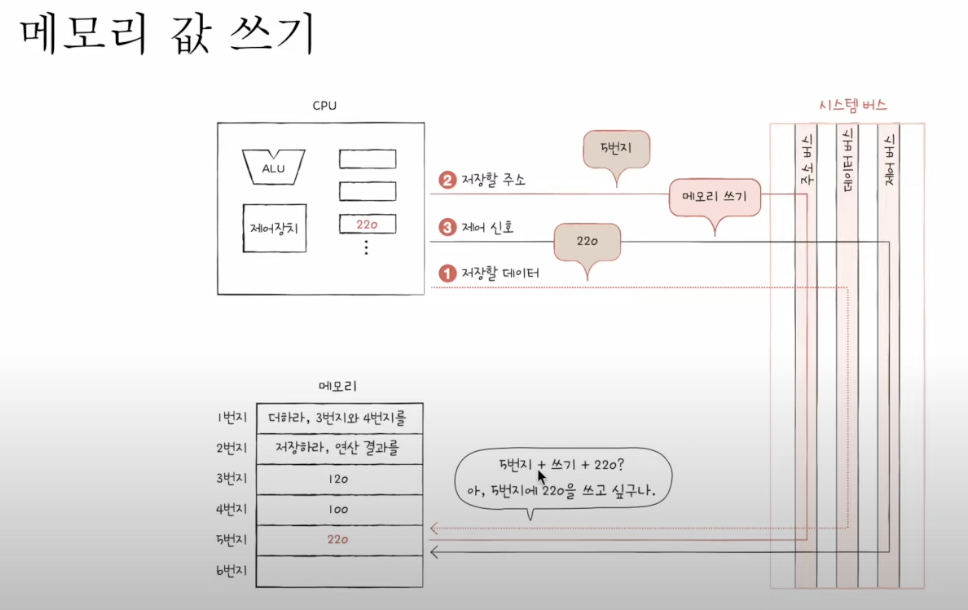 메모리 값 쓰기
CPU
시스템 버스
ALU
제어장치
220
2 저장할 주소
5번지
메모리 쓰기
3 제어 신호
220
1 저장할 데이터
주소 버스
데이터 버스
제어 버스
메모리
1번지 더하라, 3번지와 4번지를
2번지 저장하라, 연산 결과를
3번지 120
4번지 100
5번지 220
6번지
5번지 + 쓰기 + 220?
아, 5번지에 220을 쓰고 싶구나.